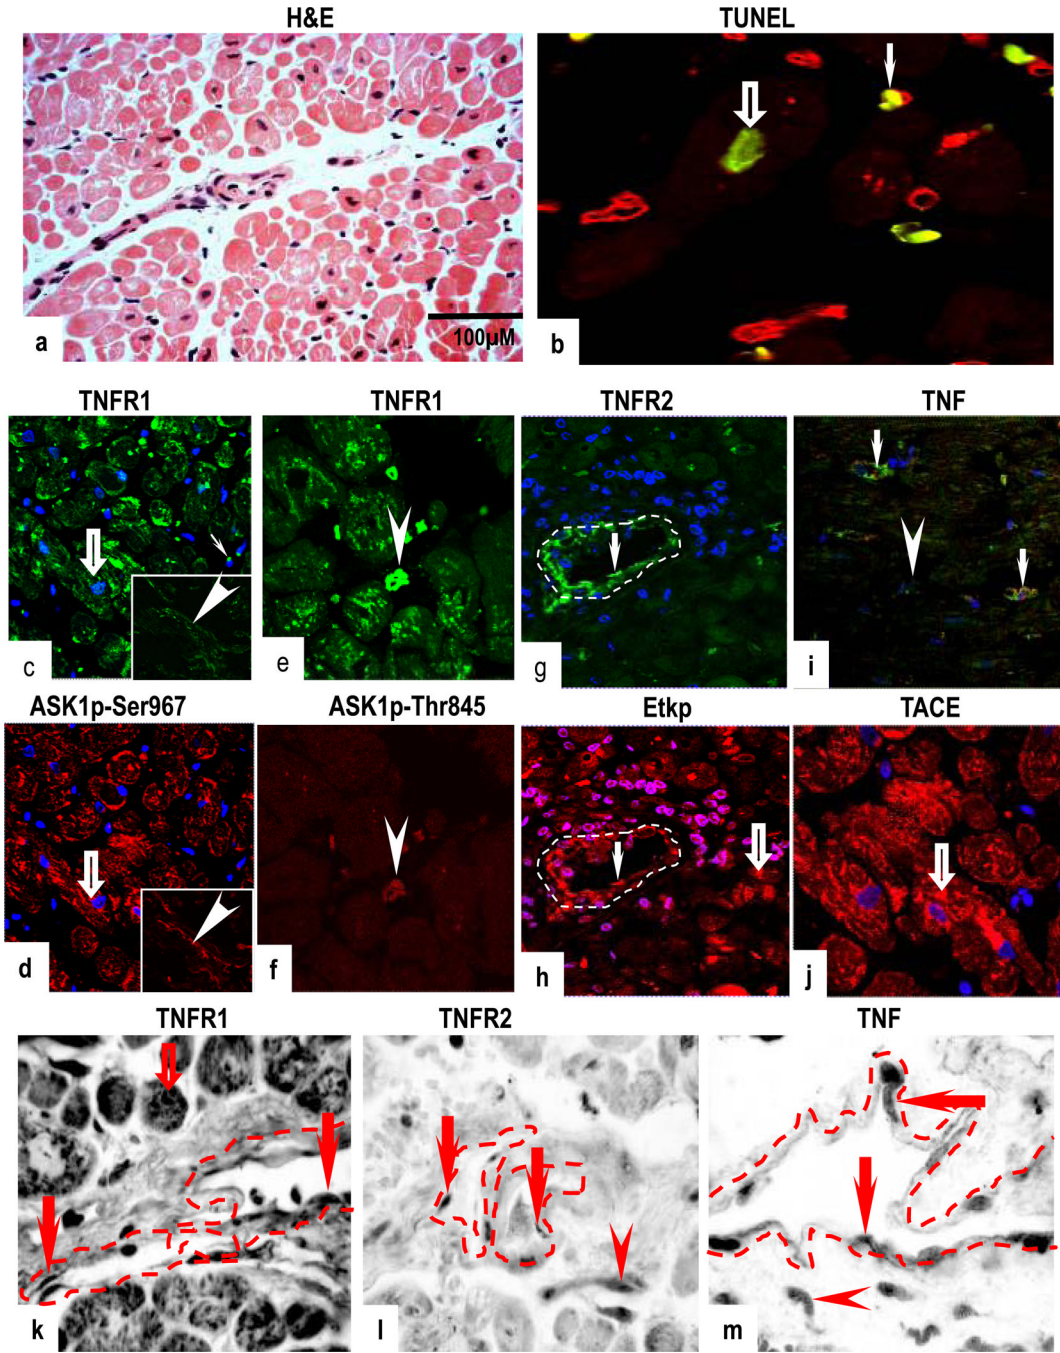 H&E
TUNEL
100µM
a
b
TNFR1
TNFR1
TNFR2
TNF
c
e
g
i
ASK1p-Ser967
ASK1p-Thr845
Etkp
TACE
d
f
h
j
TNFR1
TNFR2
TNF
k
l
m